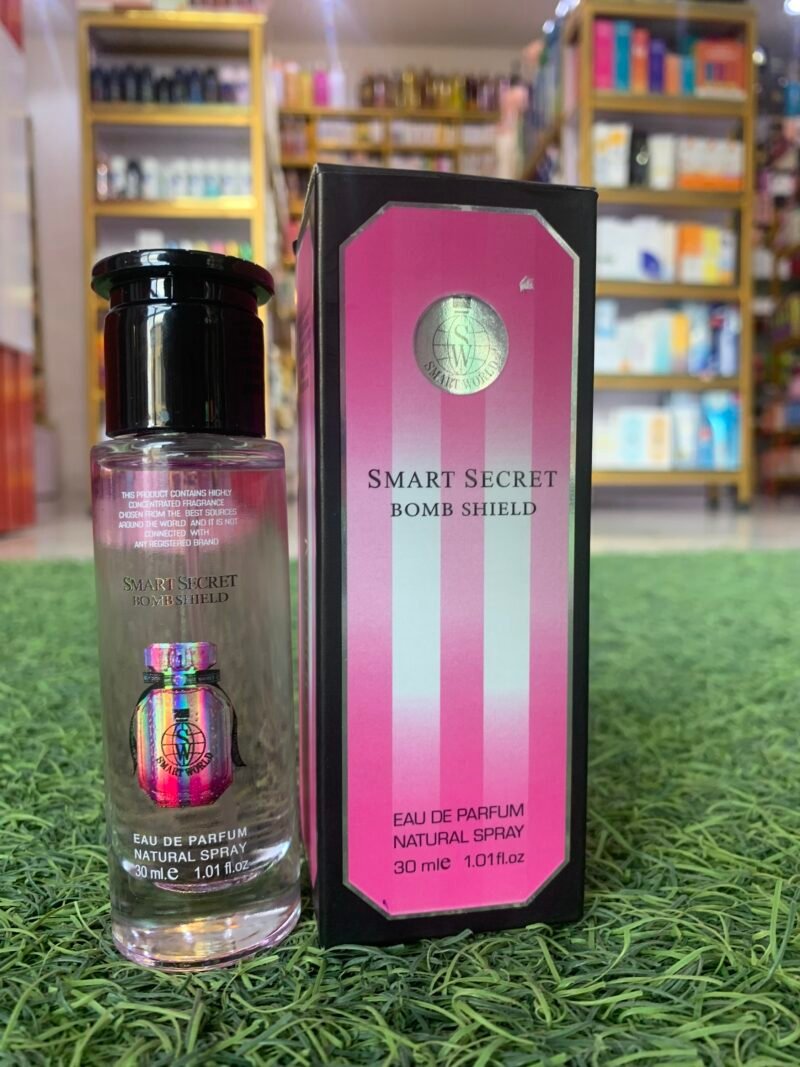 THIS PRODUCT CONTAINS HIGHLY
CONCENTRATED FRAGRANCE
CHOSEN FROM THE BEST SOURCES
AROUND THE WORLD AND IT IS NOT
CONNECTED WITH
ANY REGISTERED BRAND
SMART SECRET
BOMB SHIELD
SW
SMART WORLD
EAU DE PARFUM
NATURAL SPRAY
30 ml.e 1.01 fl.oz
SW
SMART WORLD
SMART SECRET
BOMB SHIELD
EAU DE PARFUM
NATURAL SPRAY
30 mle 1.01fl.oz